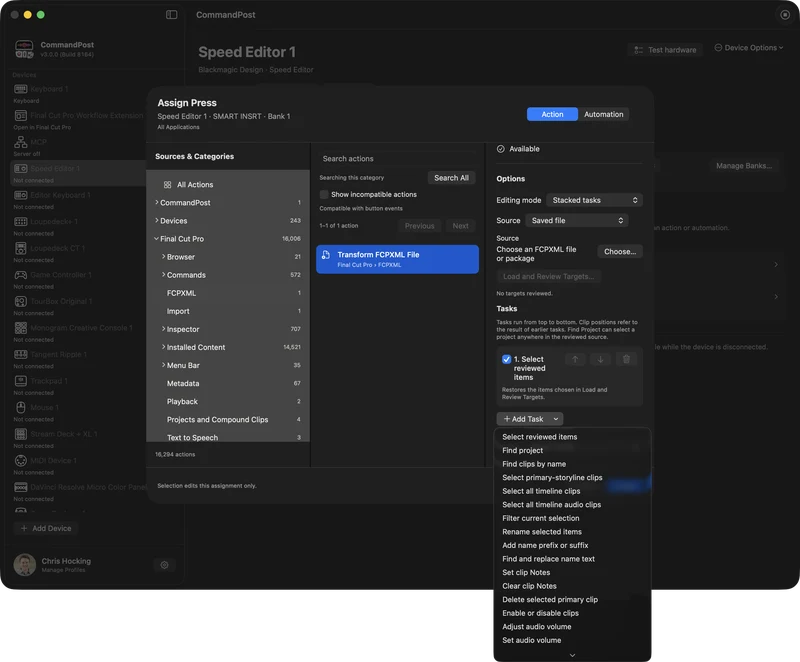 CommandPost
CommandPost
v2.0.0 (Build 8164)
Speed Editor 1
Blackmagic Design · Speed Editor
Test hardware
Device Options
Devices
Keyboard 1
Keyboard
Final Cut Pro Workflow Extension
Open in Final Cut Pro
MCP
Server off
Speed Editor 1
Not connected
Editor Keyboard 1
Not connected
Loupedeck+ 1
Not connected
Loupedeck CT 1
Not connected
Game Controller 1
Not connected
TourBox Original 1
Not connected
Monogram Creative Console 1
Not connected
Tangent Ripple 1
Not connected
Trackpad 1
Not connected
Mouse 1
Not connected
Stream Deck + XL 1
Not connected
MIDI Device 1
Not connected
DaVinci Resolve Micro Color Panel
Not connected
Add Device
Chris Hocking
Manage Profiles
Manage Banks...
an action or automation.
le while the device is disconnected.
Assign Press
Speed Editor 1 · SMART INSRT · Bank 1
All Applications
Action
Automation
Sources & Categories
All Actions
CommandPost 1
Devices 243
Final Cut Pro 16,006
Browser 21
Commands 572
FCPXML 1
Import 1
Inspector 707
Installed Content 14,521
Menu Bar 35
Metadata 67
Playback 2
Projects and Compound Clips 4
Text to Speech 3
16,294 actions
Selection edits this assignment only.
Search actions
Searching this category
Search All
Show incompatible actions
Compatible with button events
1–1 of 1 action
Previous
Next
Transform FCPXML File
Final Cut Pro › FCPXML
Available
Options
Editing mode
Stacked tasks
Source
Saved file
Source
Choose an FCPXML file
or package
Choose...
Load and Review Targets...
No targets reviewed.
Tasks
Tasks run from top to bottom. Clip positions refer to
the result of earlier tasks. Find Project can select a
project anywhere in the reviewed source.
1. Select
reviewed
items
Restores the items chosen in Load and
Review Targets.
+ Add Task
Select reviewed items
Find project
Find clips by name
Select primary-storyline clips
Select all timeline clips
Select all timeline audio clips
Filter current selection
Rename selected items
Add name prefix or suffix
Find and replace name text
Set clip Notes
Clear clip Notes
Delete selected primary clip
Enable or disable clips
Adjust audio volume
Set audio volume